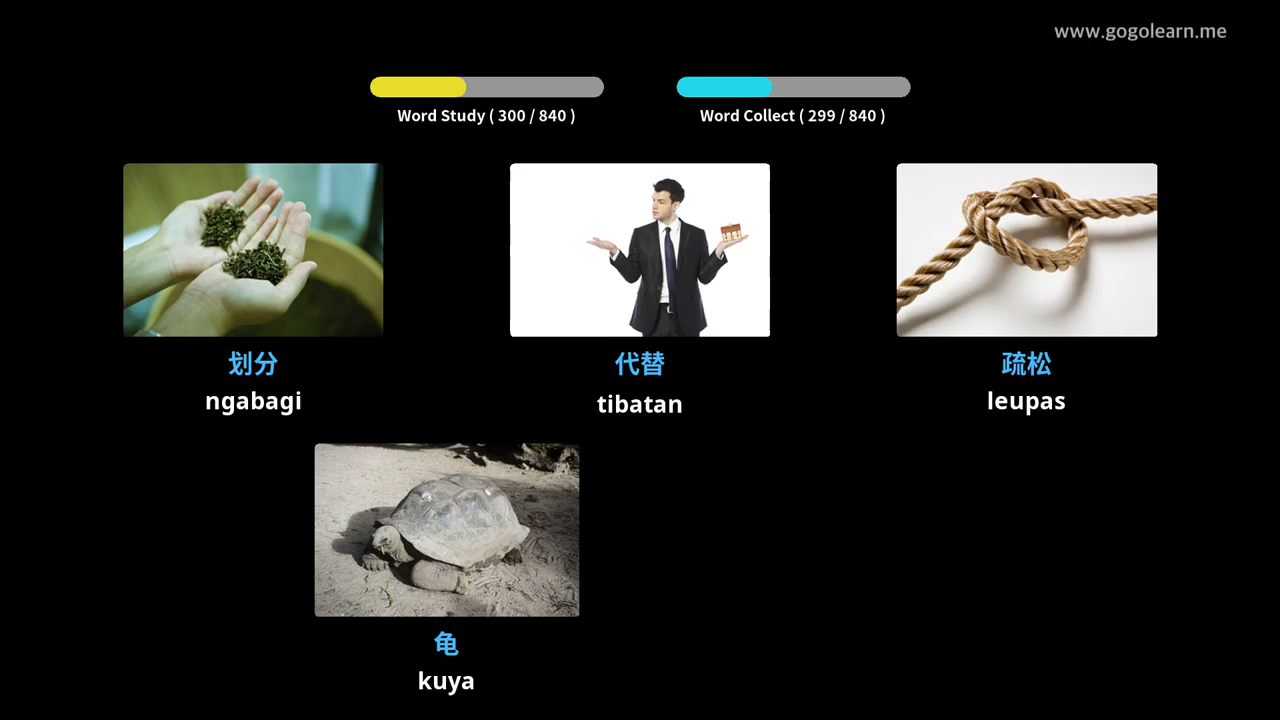 www.gogolearn.me
Word Study ( 300 / 840 )
Word Collect ( 299 / 840 )
划分
ngabagi
代替
tibatan
疏松
leupas
龟
kuya